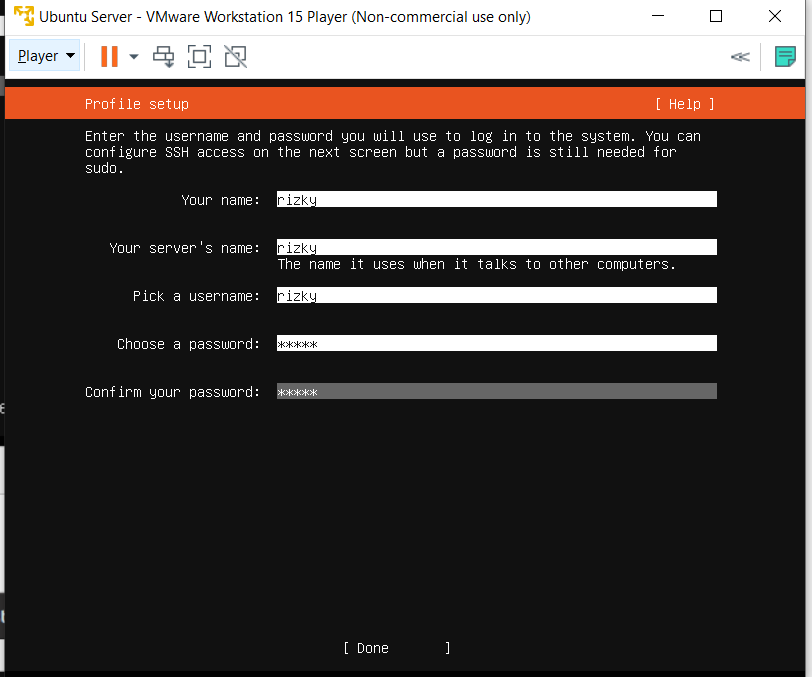 Ubuntu Server - VMware Workstation 15 Player (Non-commercial use only)
Player
Profile setup [ Help ]
Enter the username and password you will use to log in to the system. You can
configure SSH access on the next screen but a password is still needed for
sudo.
Your name: rizky
Your server's name: rizky
The name it uses when it talks to other computers.
Pick a username: rizky
Choose a password: *****
Confirm your password: *****
[ Done ]